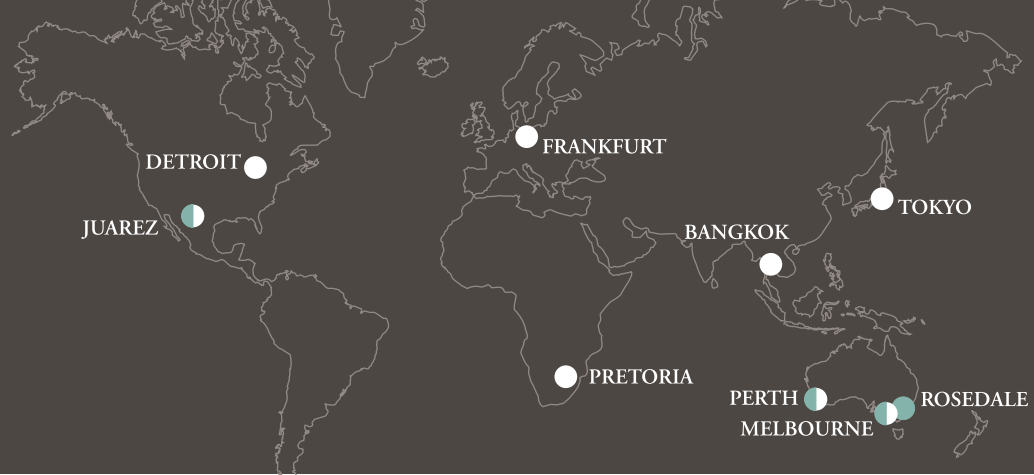 FRANKFURT
DETROIT
TOKYO
JUAREZ
BANGKOK
PRETORIA
PERTH
ROSEDALE
MELBOURNE